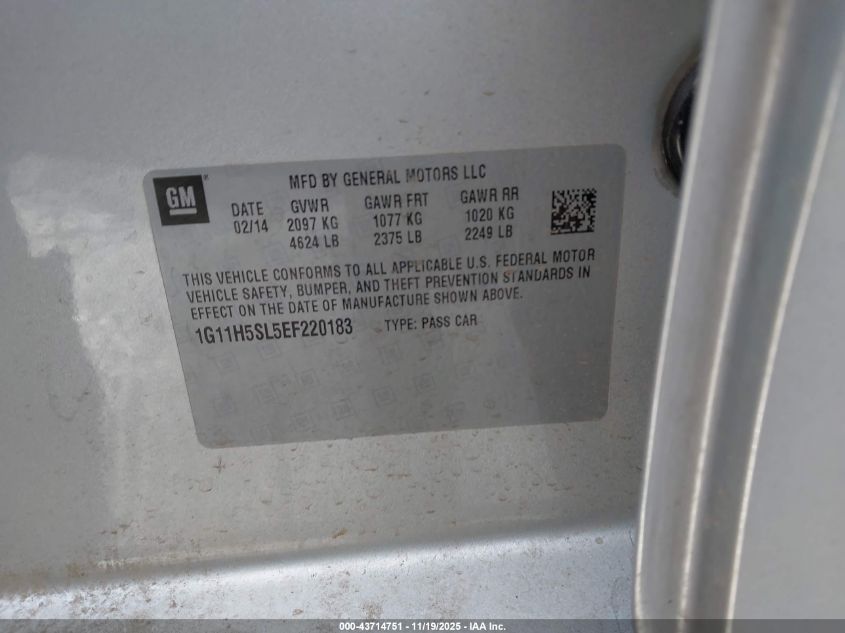 GM
MFD BY GENERAL MOTORS LLC
DATE GVWR GAWR FRT GAWR RR
02/14 2097 KG 1077 KG 1020 KG
4624 LB 2375 LB 2249 LB
THIS VEHICLE CONFORMS TO ALL APPLICABLE U.S. FEDERAL MOTOR
VEHICLE SAFETY, BUMPER, AND THEFT PREVENTION STANDARDS IN
EFFECT ON THE DATE OF MANUFACTURE SHOWN ABOVE.
1G11H5SL5EF220183 TYPE: PASS CAR
000-43714751 | 11/19/2025 | IAA Inc.